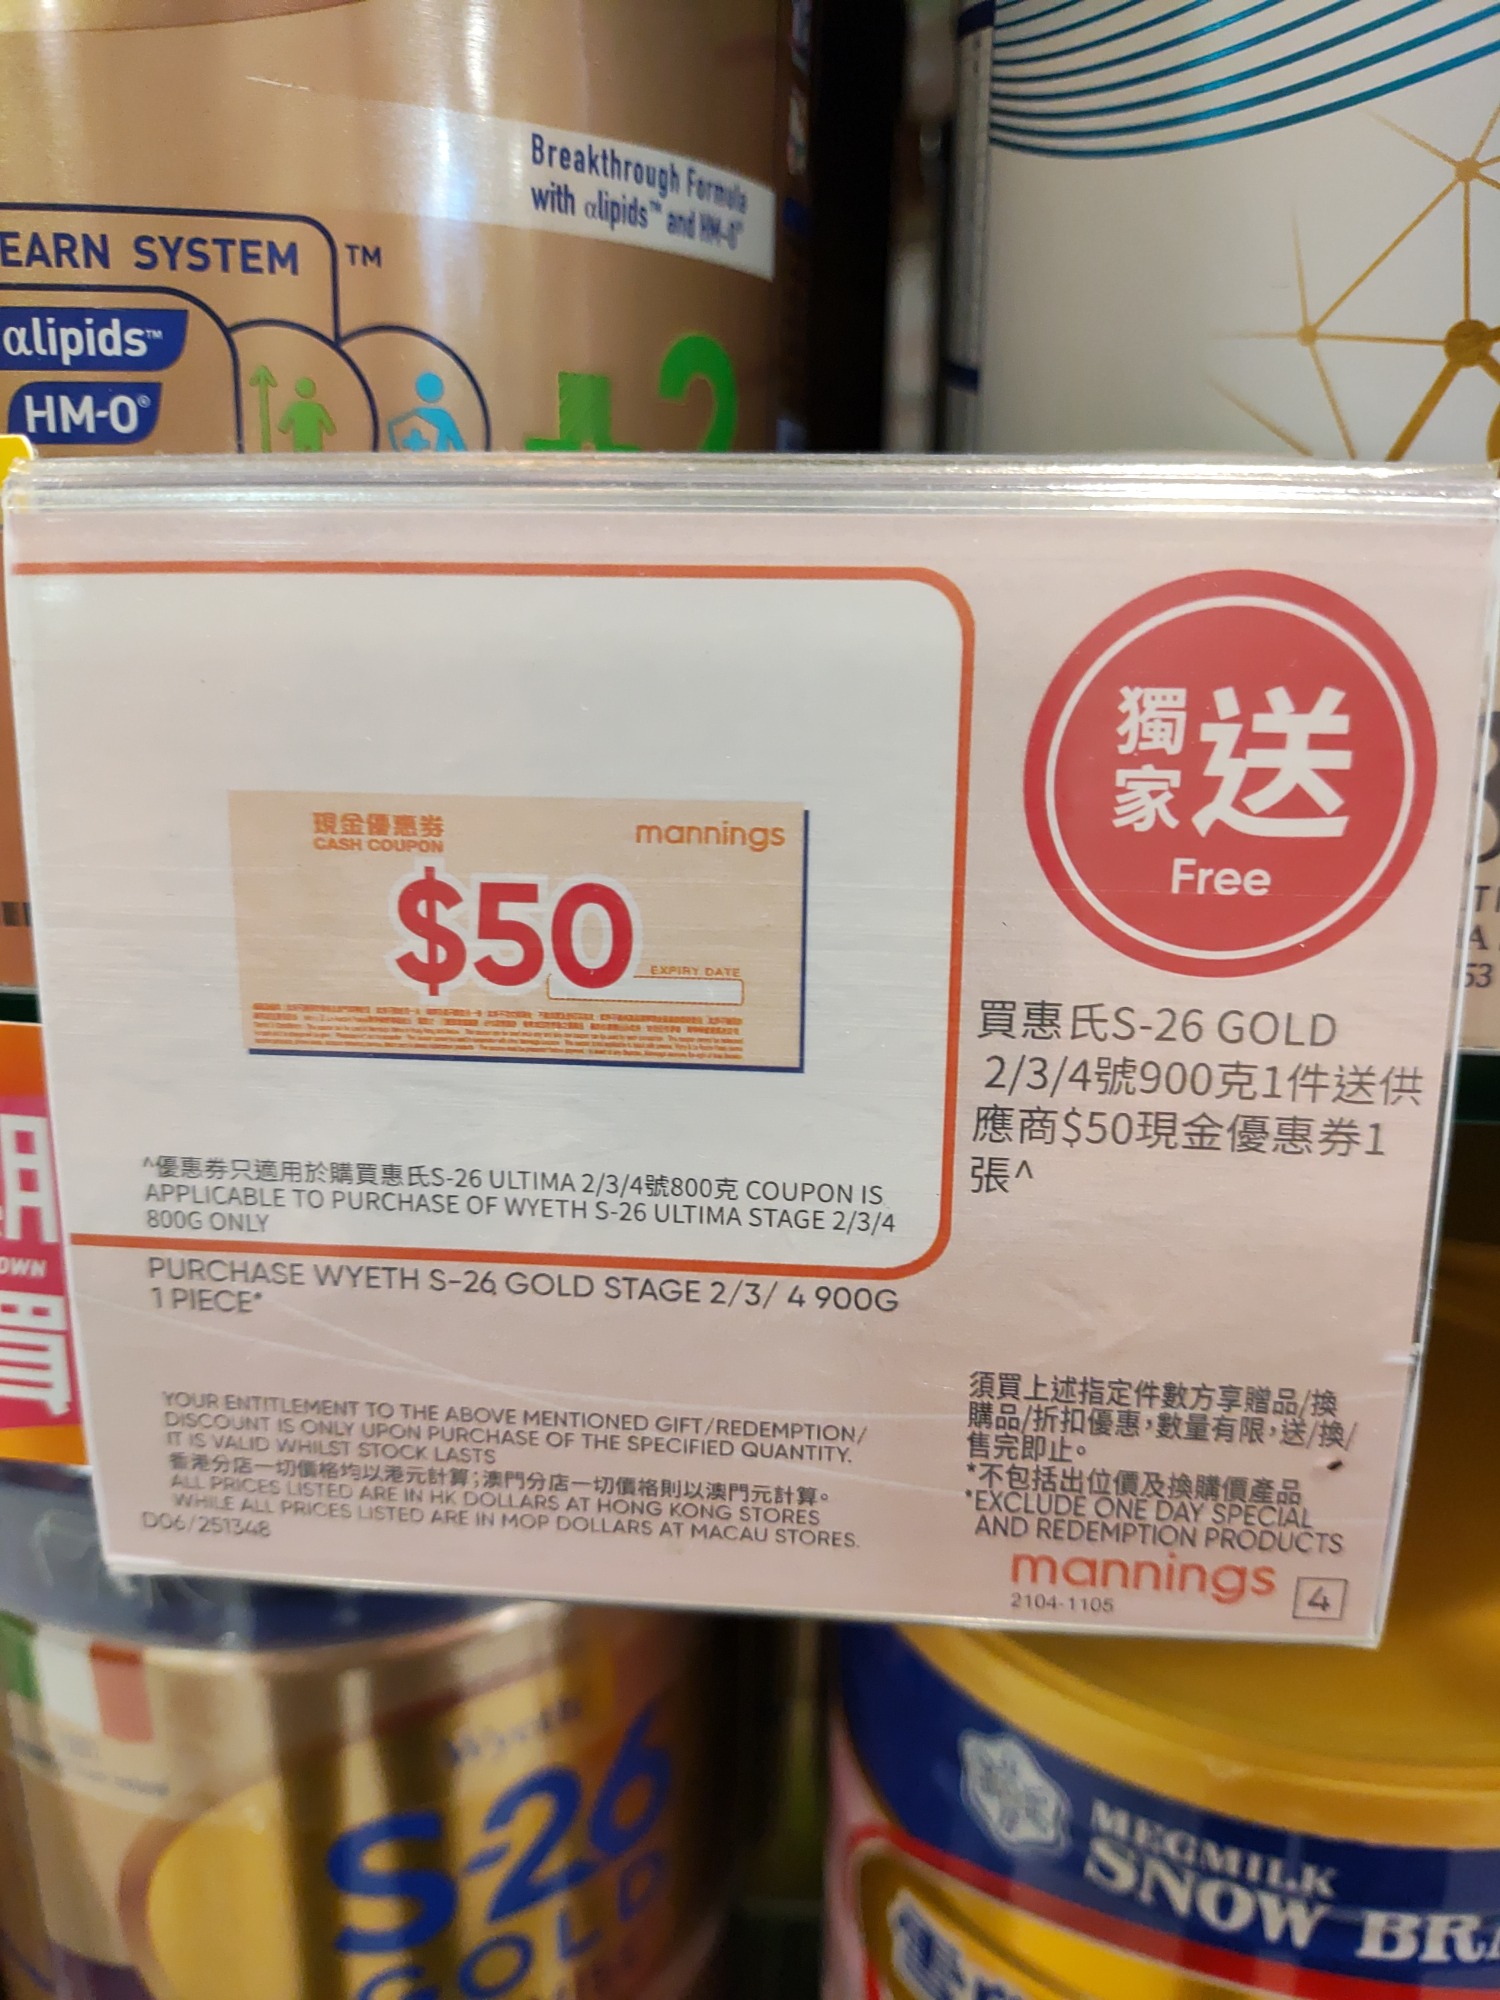 Breakthrough Formula
with αlipids™ and HM-O®
EARN SYSTEM ™
αlipids™
HM-O®
+2
現金優惠券
CASH COUPON
mannings
$50
EXPIRY DATE
獨家送
Free
買惠氏S-26 GOLD
2/3/4號900克1件送供
應商$50現金優惠券1
張^
^優惠券只適用於購買惠氏S-26 ULTIMA 2/3/4號800克 COUPON IS
APPLICABLE TO PURCHASE OF WYETH S-26 ULTIMA STAGE 2/3/4
800G ONLY
PURCHASE WYETH S-26 GOLD STAGE 2/3/ 4 900G
1 PIECE*
YOUR ENTITLEMENT TO THE ABOVE MENTIONED GIFT/REDEMPTION/
DISCOUNT IS ONLY UPON PURCHASE OF THE SPECIFIED QUANTITY.
IT IS VALID WHILST STOCK LASTS
香港分店一切價格均以港元計算;澳門分店一切價格則以澳門元計算。
ALL PRICES LISTED ARE IN HK DOLLARS AT HONG KONG STORES
WHILE ALL PRICES LISTED ARE IN MOP DOLLARS AT MACAU STORES.
D06/251348
須買上述指定件數方享贈品/換
購品/折扣優惠,數量有限,送/換/
售完即止。
*不包括出位價及換購價產品
*EXCLUDE ONE DAY SPECIAL
AND REDEMPTION PRODUCTS
mannings
2104-1105
4
OWN
買
53
Wyeth
S-26
GOLD
MEGMILK
SNOW BR